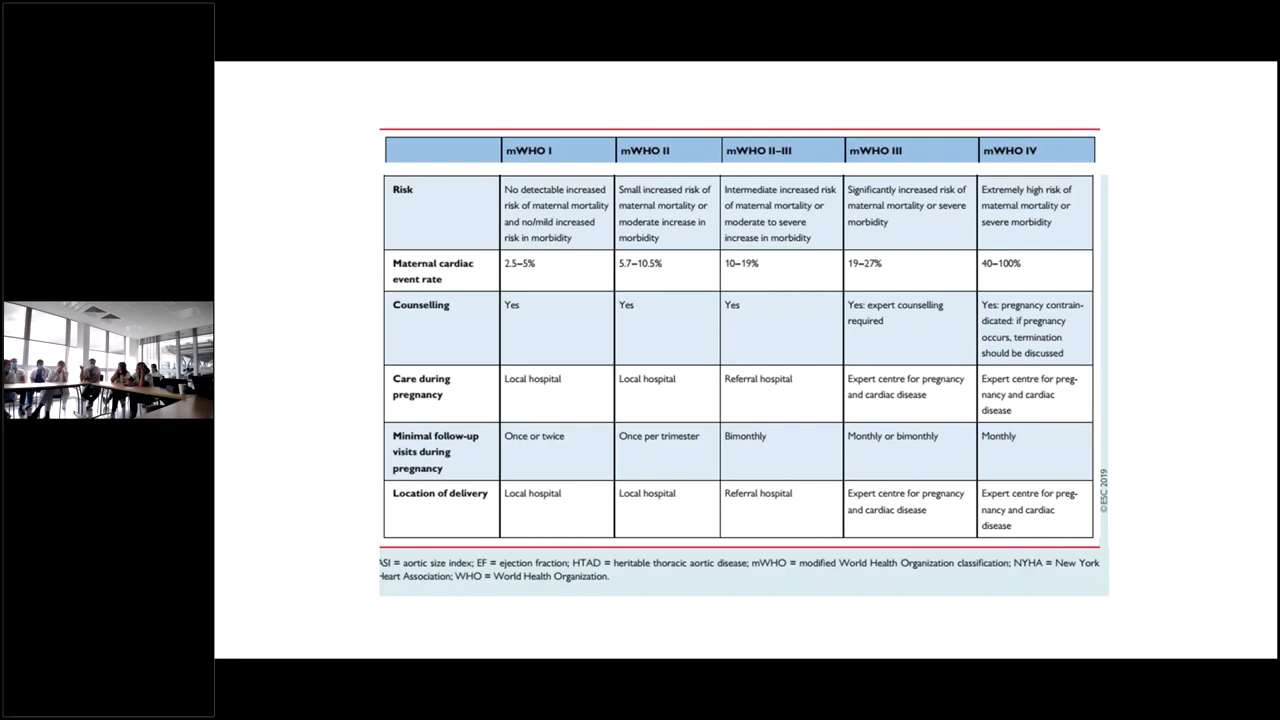 mWHO I mWHO II mWHO II–III mWHO III mWHO IV
Risk
No detectable increased
risk of maternal mortality
and no/mild increased
risk in morbidity
Small increased risk of
maternal mortality or
moderate increase in
morbidity
Intermediate increased risk
of maternal mortality or
moderate to severe
increase in morbidity
Significantly increased risk of
maternal mortality or severe
morbidity
Extremely high risk of
maternal mortality or
severe morbidity
Maternal cardiac
event rate
2.5–5%
5.7–10.5%
10–19%
19–27%
40–100%
Counselling
Yes
Yes
Yes
Yes: expert counselling
required
Yes: pregnancy contrain-
dicated: if pregnancy
occurs, termination
should be discussed
Care during
pregnancy
Local hospital
Local hospital
Referral hospital
Expert centre for pregnancy
and cardiac disease
Expert centre for preg-
nancy and cardiac
disease
Minimal follow-up
visits during
pregnancy
Once or twice
Once per trimester
Bimonthly
Monthly or bimonthly
Monthly
Location of delivery
Local hospital
Local hospital
Referral hospital
Expert centre for pregnancy
and cardiac disease
Expert centre for preg-
nancy and cardiac
disease
©ESC 2019
ASI = aortic size index; EF = ejection fraction; HTAD = heritable thoracic aortic disease; mWHO = modified World Health Organization classification; NYHA = New York
Heart Association; WHO = World Health Organization.